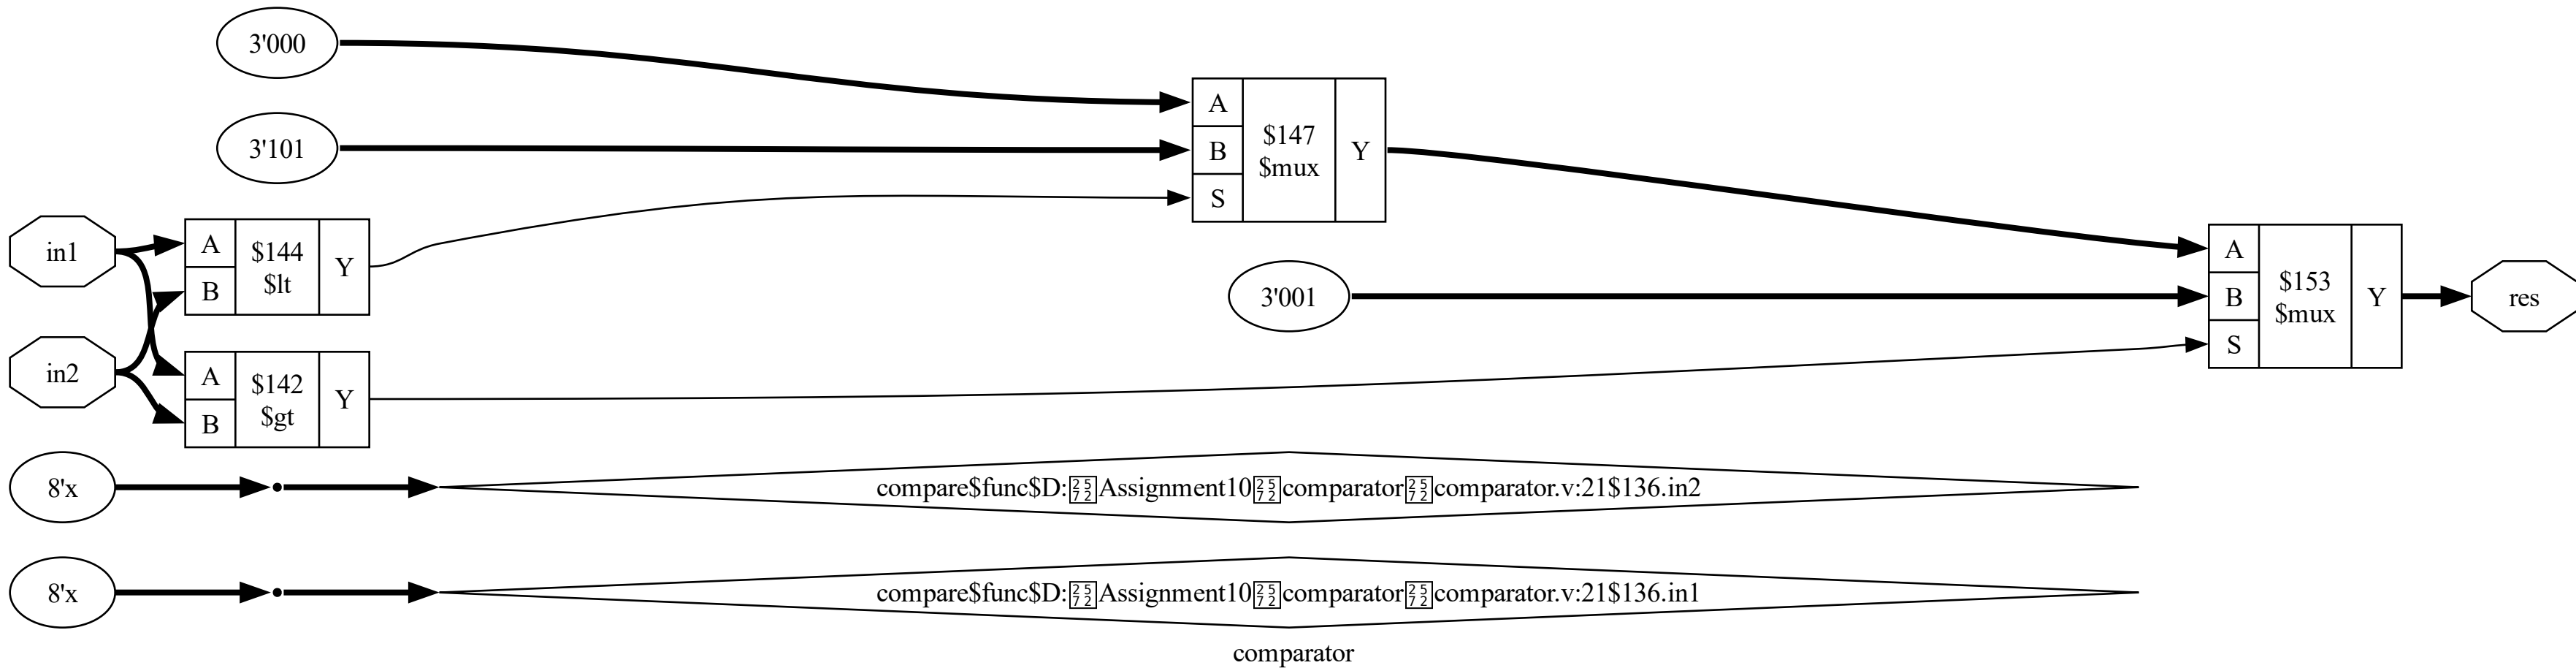 3'000
3'101
A
B
S
$147
$mux
Y
in1
in2
A
B
$144
$lt
Y
A
B
$142
$gt
Y
3'001
A
B
S
$153
$mux
Y
res
8'x
compare$func$D:╲Assignment10╲comparator╲comparator.v:21$136.in2
8'x
compare$func$D:╲Assignment10╲comparator╲comparator.v:21$136.in1
comparator